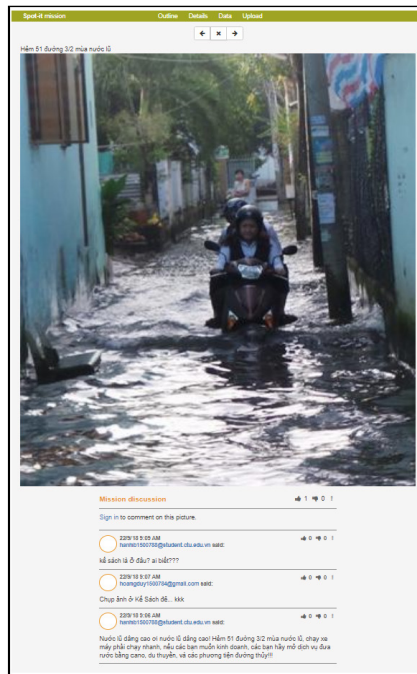 Spot-it mission Outline Details Data Upload
Hẻm 51 đường 3/2 mùa nước lũ
Mission discussion 1 0
Sign in to comment on this picture.
22/9/18 9:05 AM 0 0
hanhb1500788@student.ctu.edu.vn said:
kế sách là ở đâu? ai biết???
22/9/18 9:07 AM 0 0
hoangduy1500784@gmail.com said:
Chụp ảnh ở Kế Sách đê... kkk
22/9/18 9:06 AM 0 0
hanhb1500788@student.ctu.edu.vn said:
Nước lũ dâng cao ơi nước lũ dâng cao! Hẻm 51 đường 3/2 mùa nước lũ, chạy xe
máy phải chạy nhanh, nếu các bạn muốn kinh doanh, các bạn hãy mở dịch vụ đưa
rước bằng cano, du thuyền, và các phương tiện đường thủy!!!